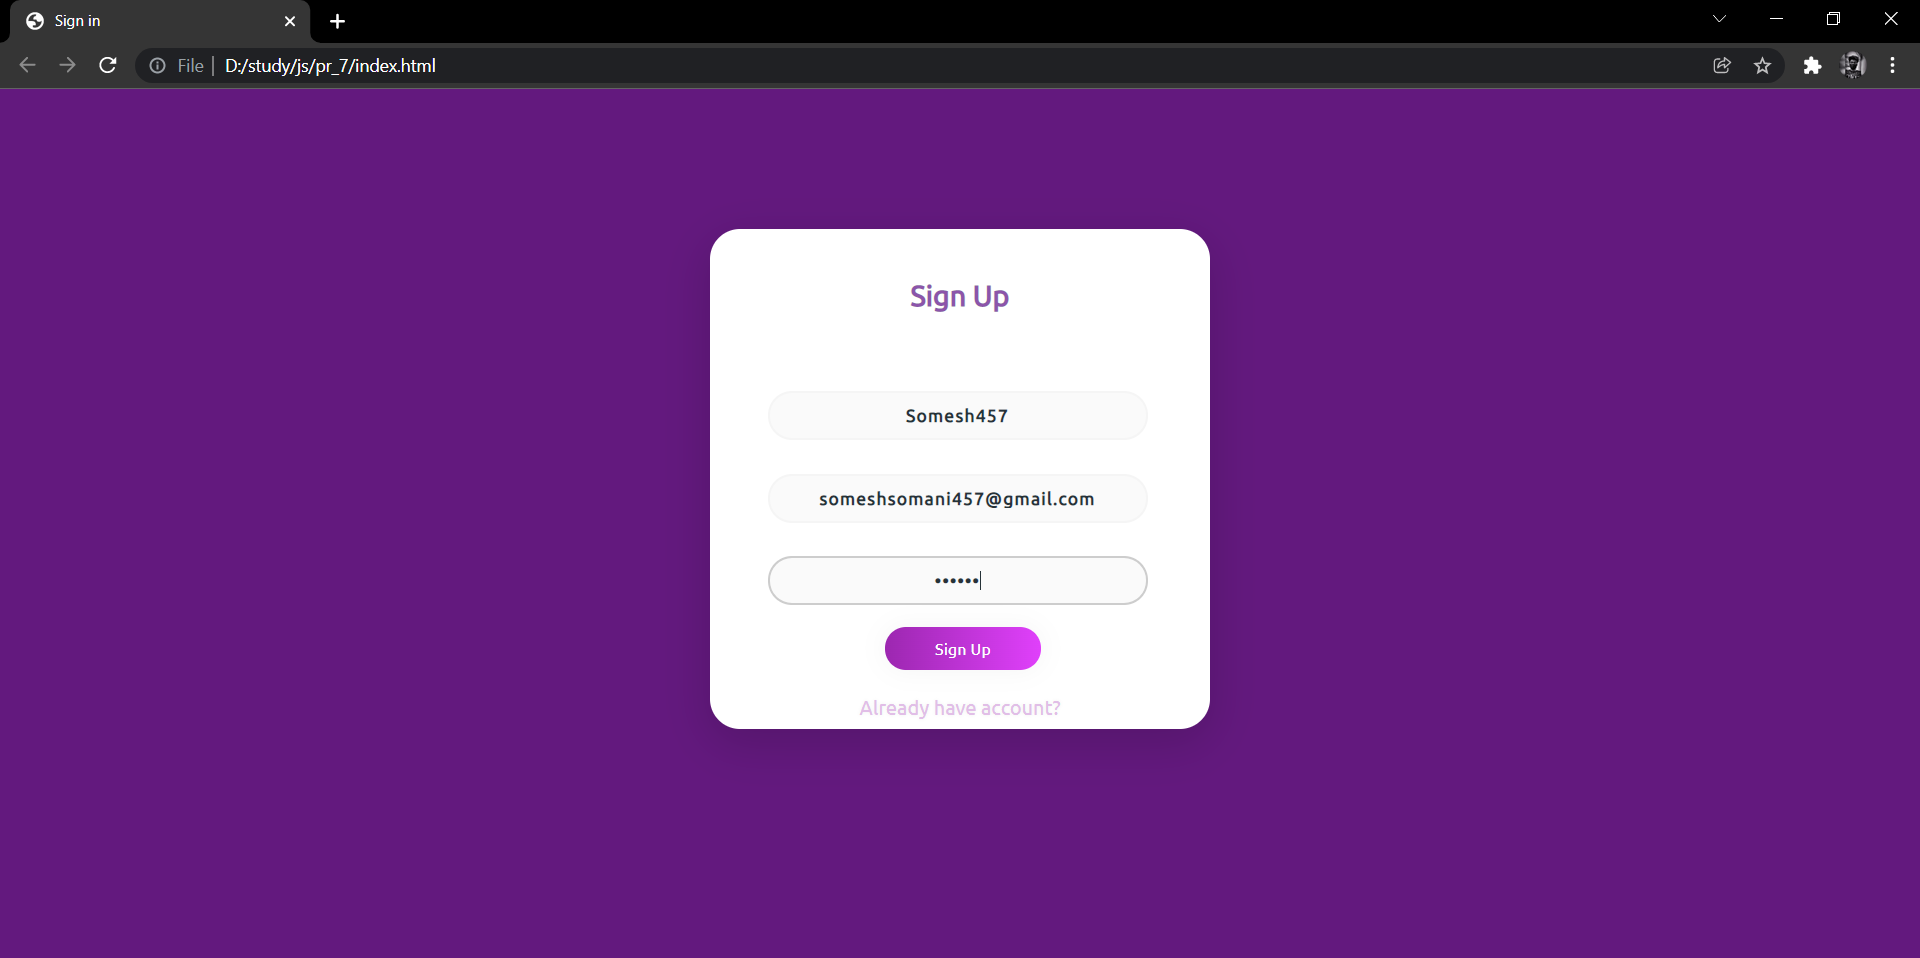 Sign in
File | D:/study/js/pr_7/index.html
Sign Up
Somesh457
someshsomani457@gmail.com
••••••
Sign Up
Already have account?